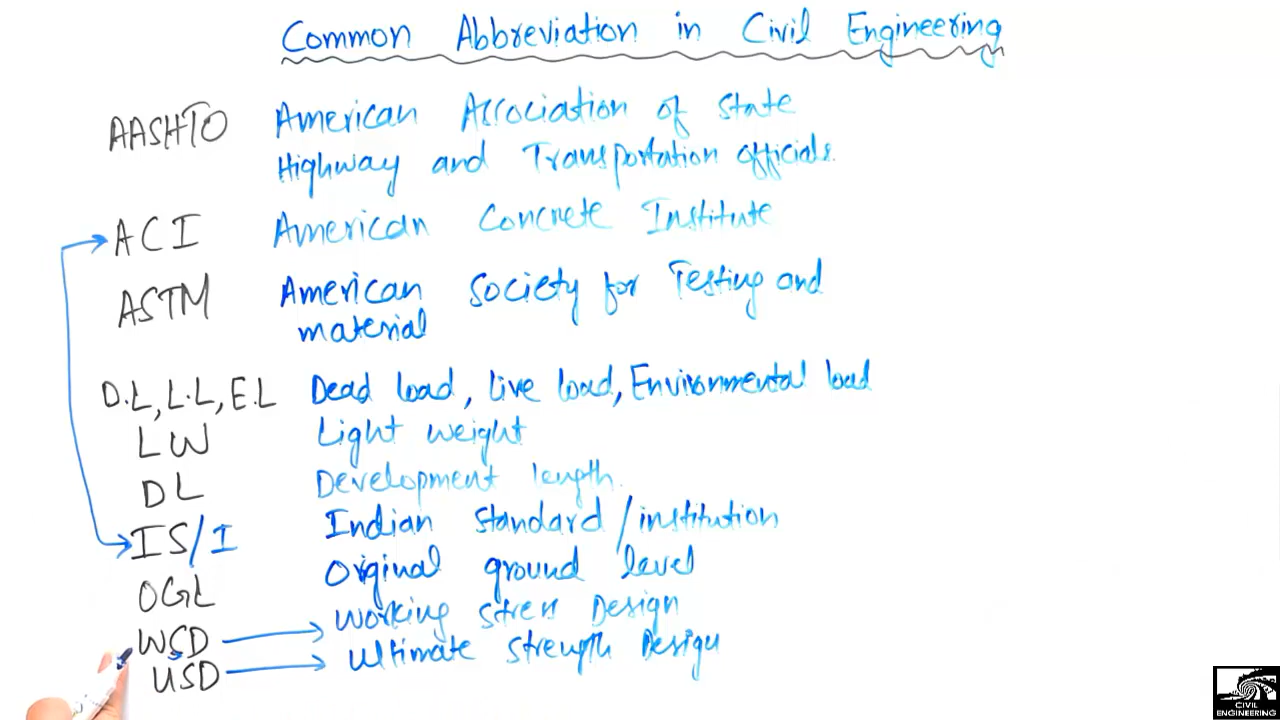 Common Abbreviation in Civil Engineering
AASHTO American Association of State
Highway and Transportation officials.
ACI American Concrete Institute
ASTM American Society for Testing and
material
D.L, L.L, E.L Dead load, Live load, Environmental load
LW Light weight
DL Development length.
IS/I Indian Standard/institution
OGL Original ground level
WSD Working Stress Design
USD Ultimate Strength Design
CIVIL
ENGINEERING